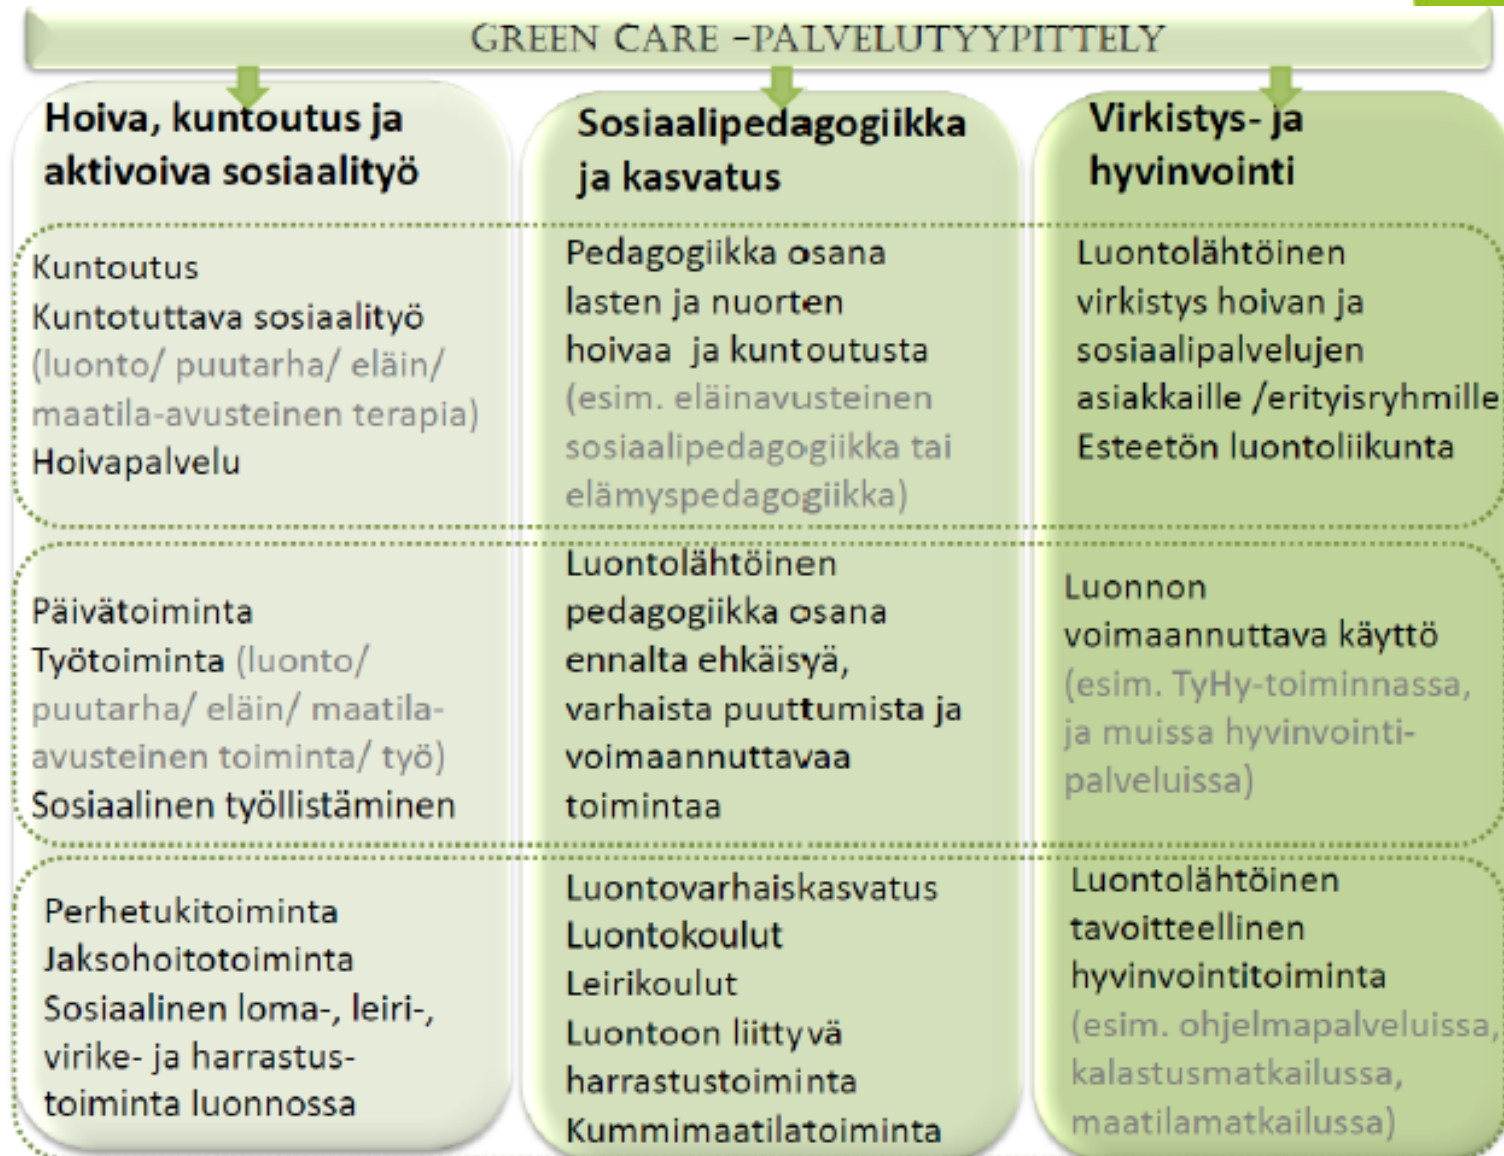 GREEN CARE -PALVELUTYYPITTELY
Hoiva, kuntoutus ja
aktivoiva sosiaalityö
Kuntoutus
Kuntotuttava sosiaalityö
(luonto/ puutarha/ eläin/
maatila-avusteinen terapia)
Hoivapalvelu
Päivätoiminta
Työtoiminta (luonto/
puutarha/ eläin/ maatila-
avusteinen toiminta/ työ)
Sosiaalinen työllistäminen
Perhetukitoiminta
Jaksohoitotoiminta
Sosiaalinen loma-, leiri-,
virike- ja harrastus-
toiminta luonnossa
Sosiaalipedagogiikka
ja kasvatus
Pedagogiikka osana
lasten ja nuorten
hoivaa ja kuntoutusta
(esim. eläinavusteinen
sosiaalipedagogiikka tai
elämyspedagogiikka)
Luontolähtöinen
pedagogiikka osana
ennalta ehkäisyä,
varhaista puuttumista ja
voimaannuttavaa
toimintaa
Luontovarhaiskasvatus
Luontokoulut
Leirikoulut
Luontoon liittyvä
harrastustoiminta
Kummimaatilatoiminta
Virkistys- ja
hyvinvointi
Luontolähtöinen
virkistys hoivan ja
sosiaalipalvelujen
asiakkaille /erityisryhmille
Esteetön luontoliikunta
Luonnon
voimaannuttava käyttö
(esim. TyHy-toiminnassa,
ja muissa hyvinvointi-
palveluissa)
Luontolähtöinen
tavoitteellinen
hyvinvointitoiminta
(esim. ohjelmapalveluissa,
kalastusmatkailussa,
maatilamatkailussa)